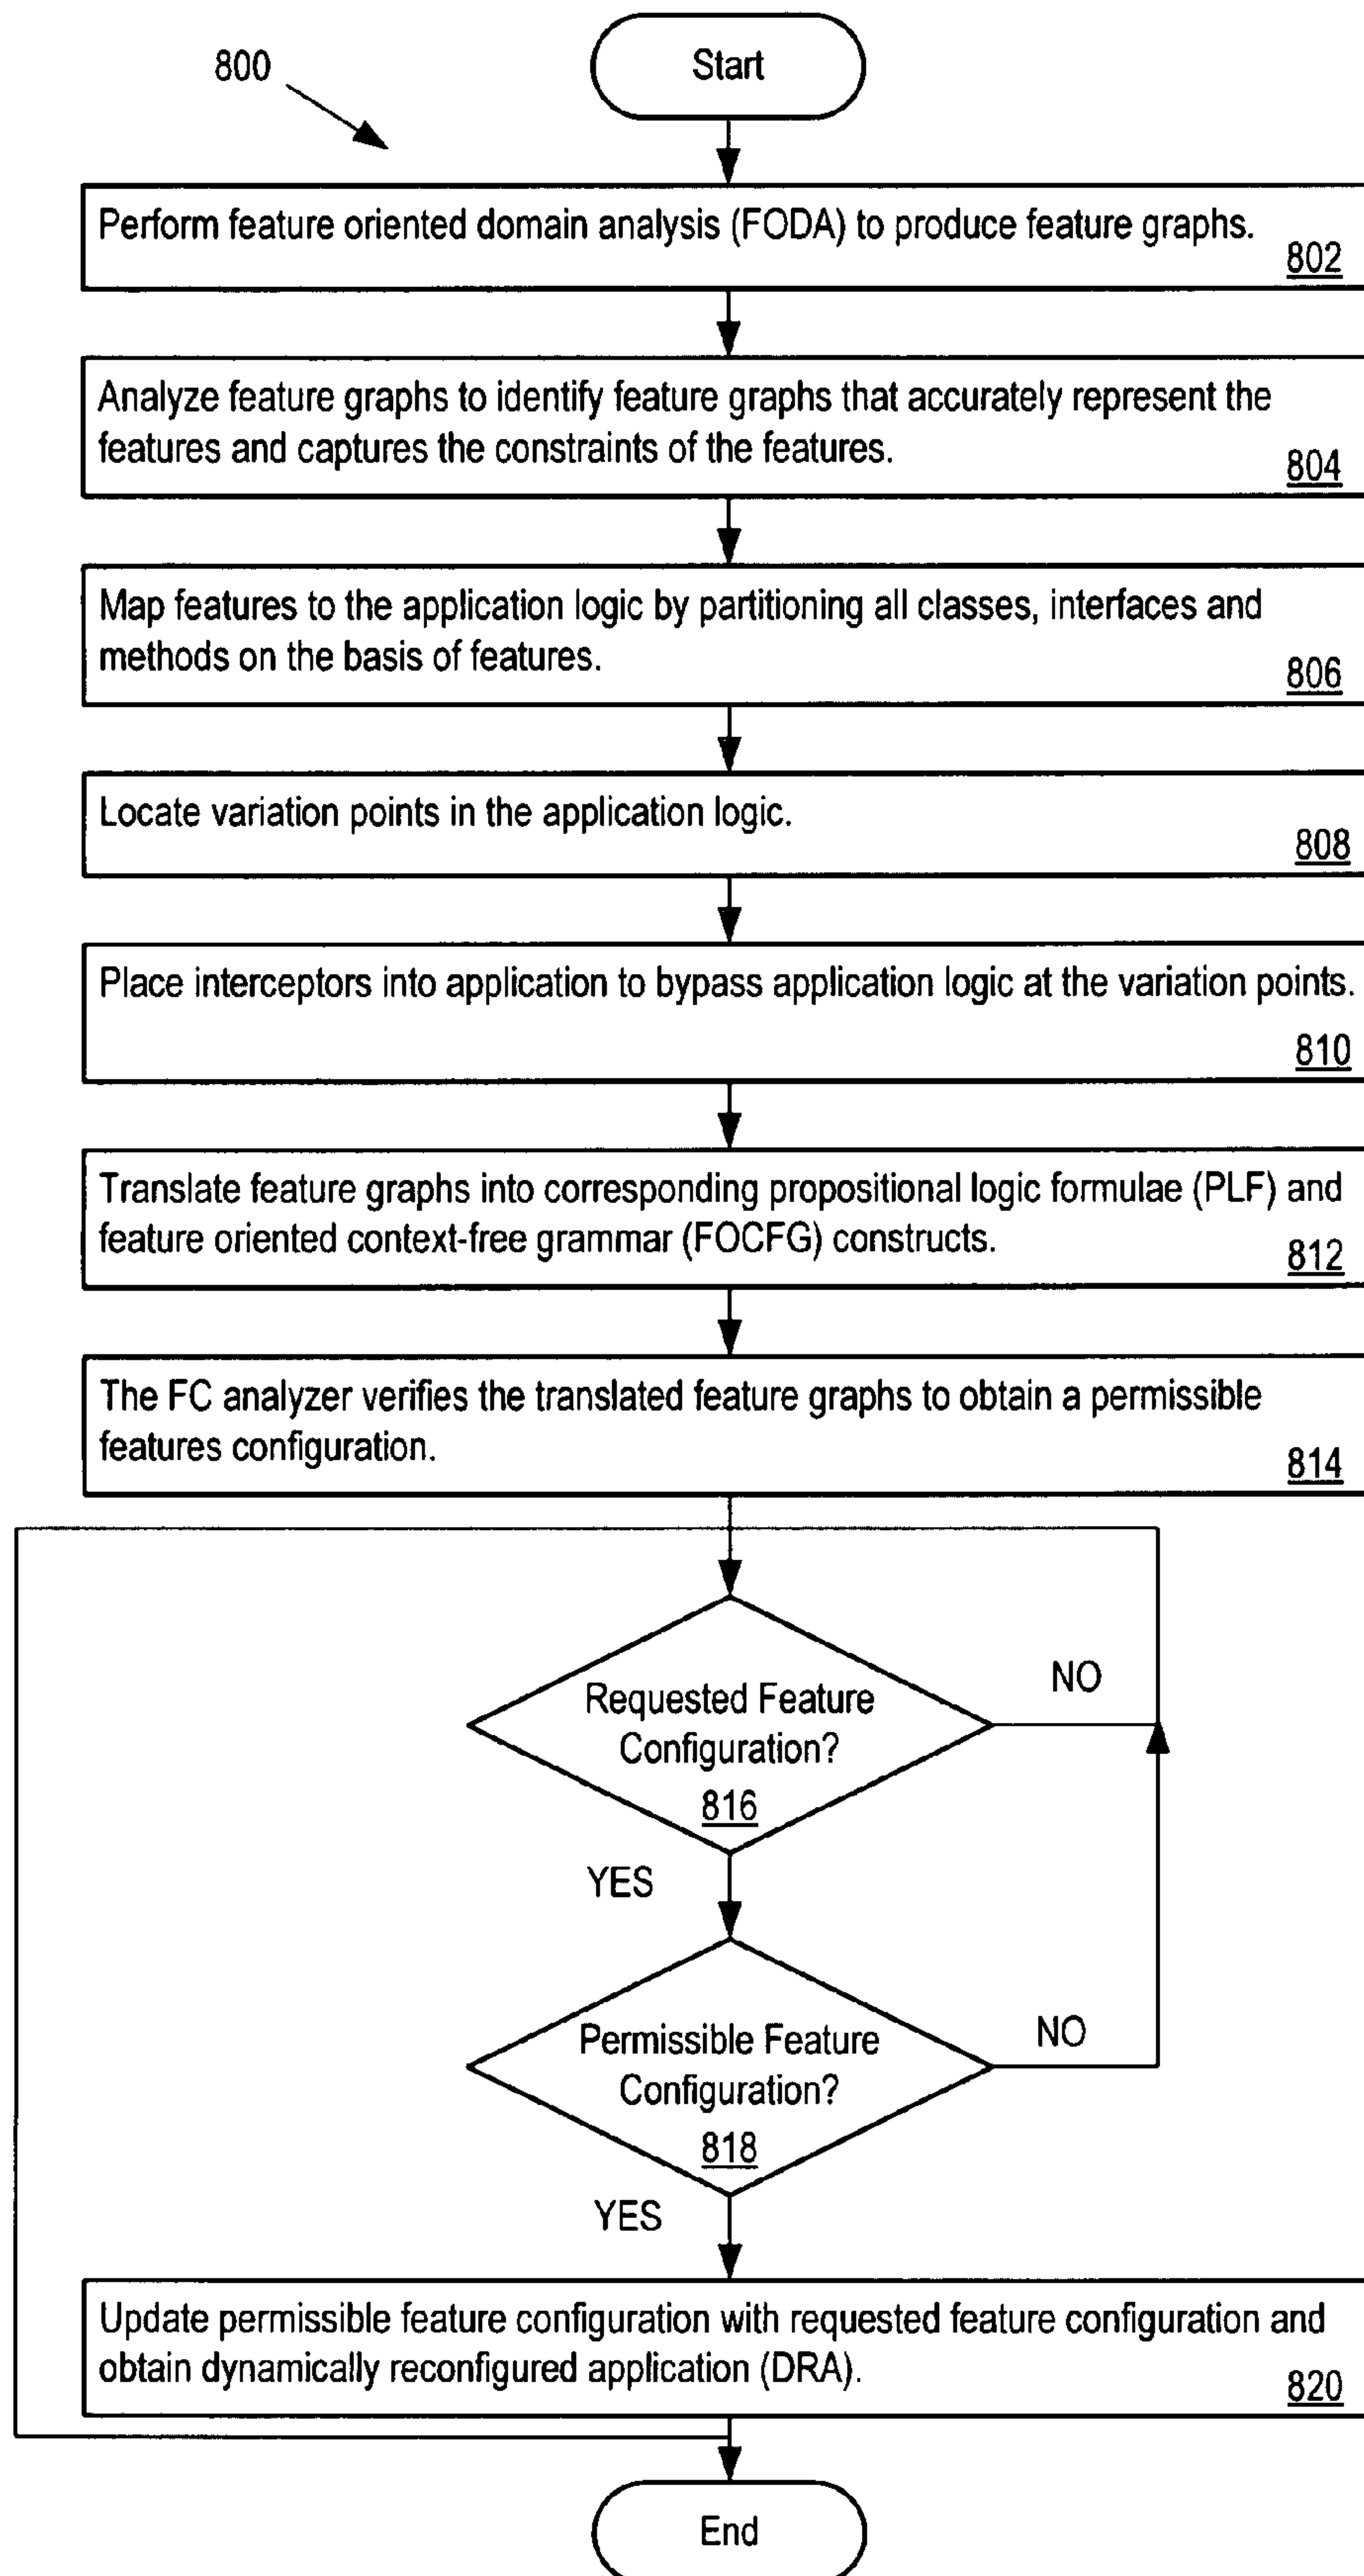 800
Start
Perform feature oriented domain analysis (FODA) to produce feature graphs.
802
Analyze feature graphs to identify feature graphs that accurately represent the
features and captures the constraints of the features.
804
Map features to the application logic by partitioning all classes, interfaces and
methods on the basis of features.
806
Locate variation points in the application logic.
808
Place interceptors into application to bypass application logic at the variation points.
810
Translate feature graphs into corresponding propositional logic formulae (PLF) and
feature oriented context-free grammar (FOCFG) constructs.
812
The FC analyzer verifies the translated feature graphs to obtain a permissible
features configuration.
814
Requested Feature
Configuration?
816
NO
YES
Permissible Feature
Configuration?
818
NO
YES
Update permissible feature configuration with requested feature configuration and
obtain dynamically reconfigured application (DRA).
820
End